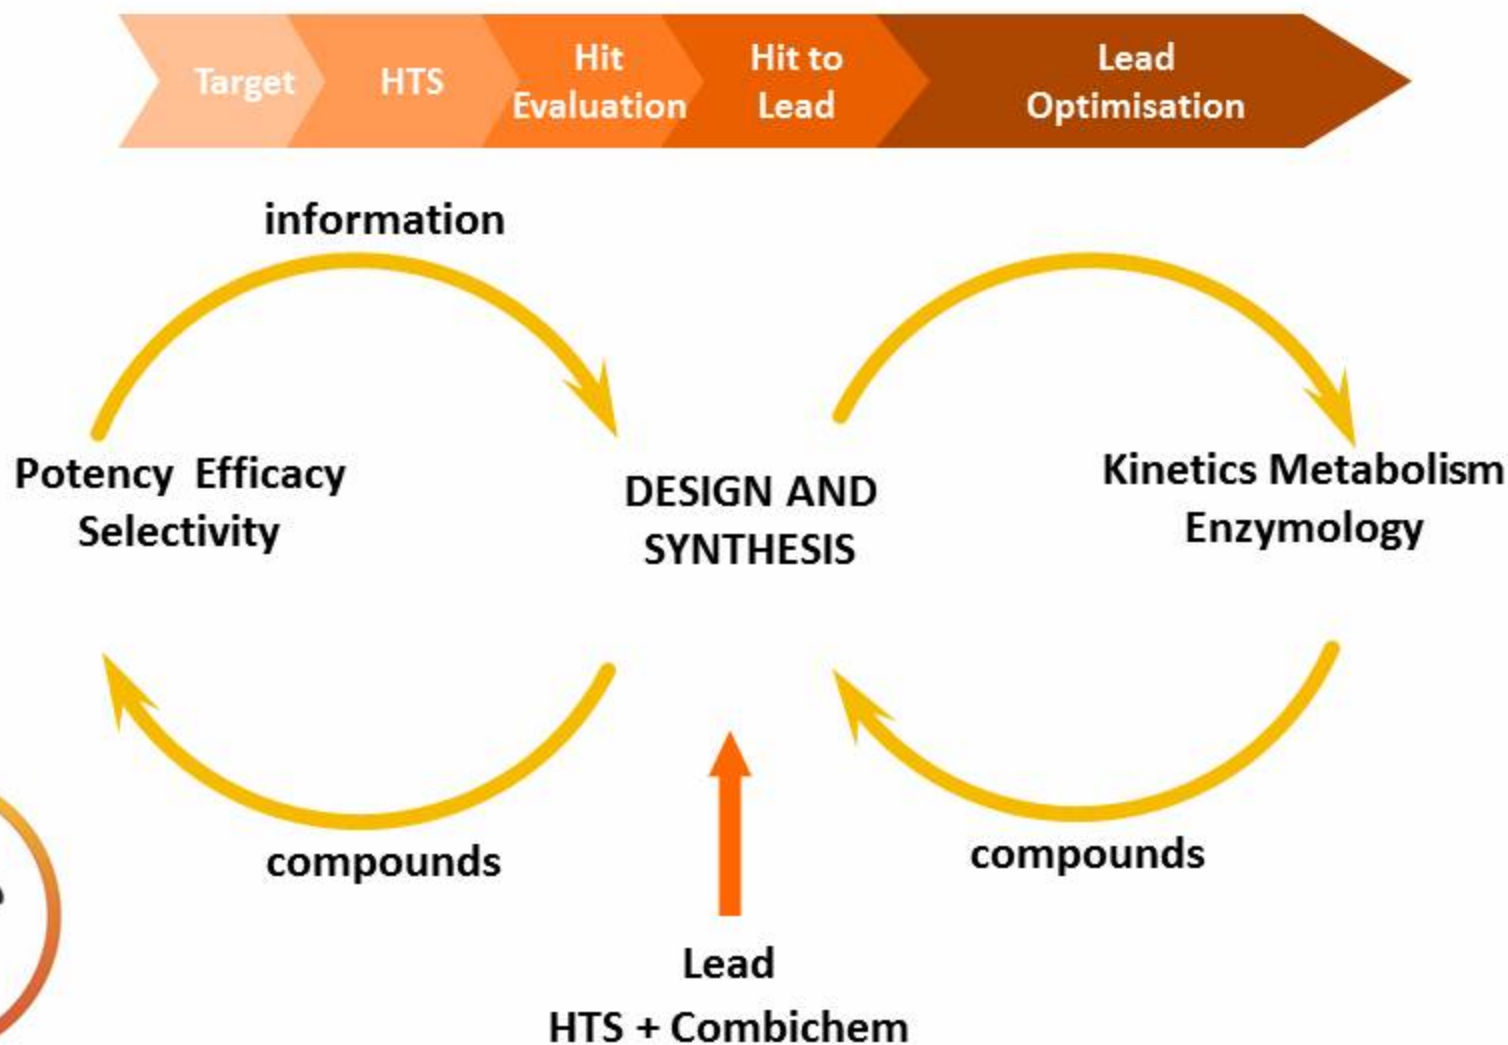 Target
HTS
Hit
Evaluation
Hit to
Lead
Lead
Optimisation
information
Potency  Efficacy
Selectivity
DESIGN AND
SYNTHESIS
Kinetics Metabolism
Enzymology
compounds
compounds
Lead
HTS + Combichem